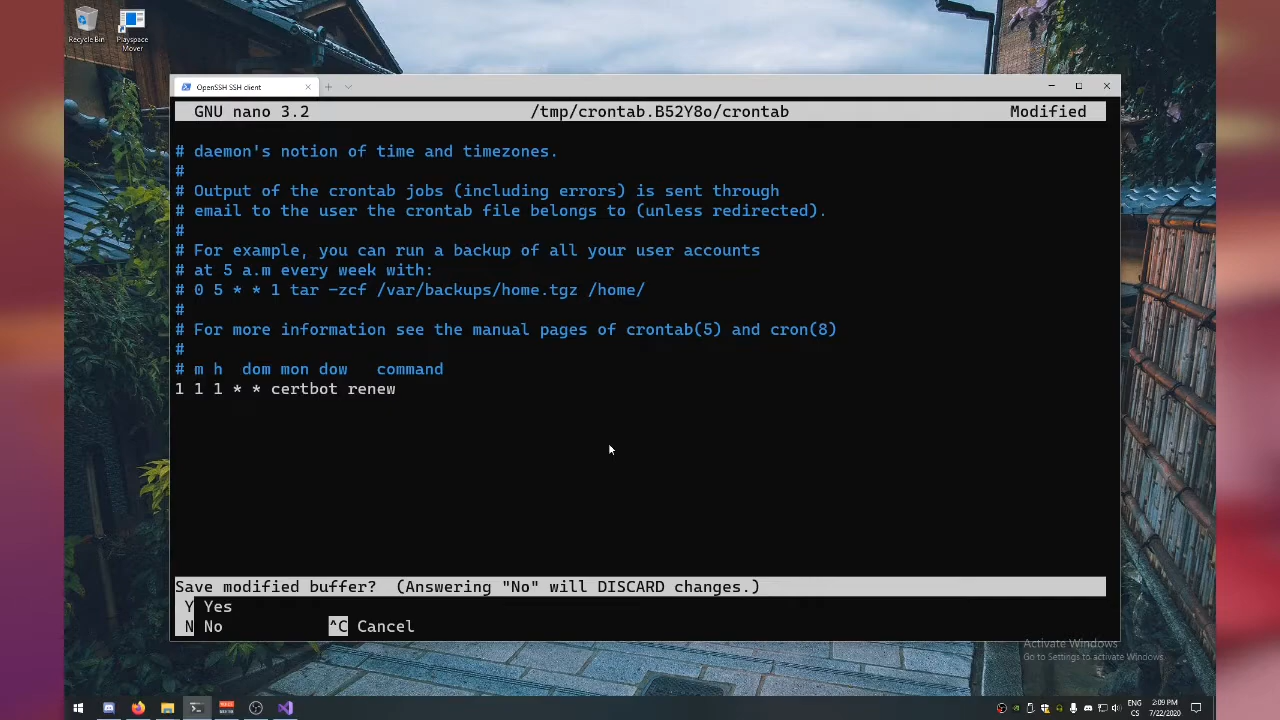 Recycle Bin
Playspace
Mover
OpenSSH SSH client
GNU nano 3.2
/tmp/crontab.B52Y8o/crontab
Modified
# daemon's notion of time and timezones.
#
# Output of the crontab jobs (including errors) is sent through
# email to the user the crontab file belongs to (unless redirected).
#
# For example, you can run a backup of all your user accounts
# at 5 a.m every week with:
# 0 5 * * 1 tar -zcf /var/backups/home.tgz /home/
#
# For more information see the manual pages of crontab(5) and cron(8)
#
# m h  dom mon dow   command
1 1 1 * * certbot renew
Save modified buffer?  (Answering "No" will DISCARD changes.)
Y Yes
N No
^C Cancel
Activate Windows
Go to Settings to activate Windows.
ENG
CS
2:09 PM
7/22/2020